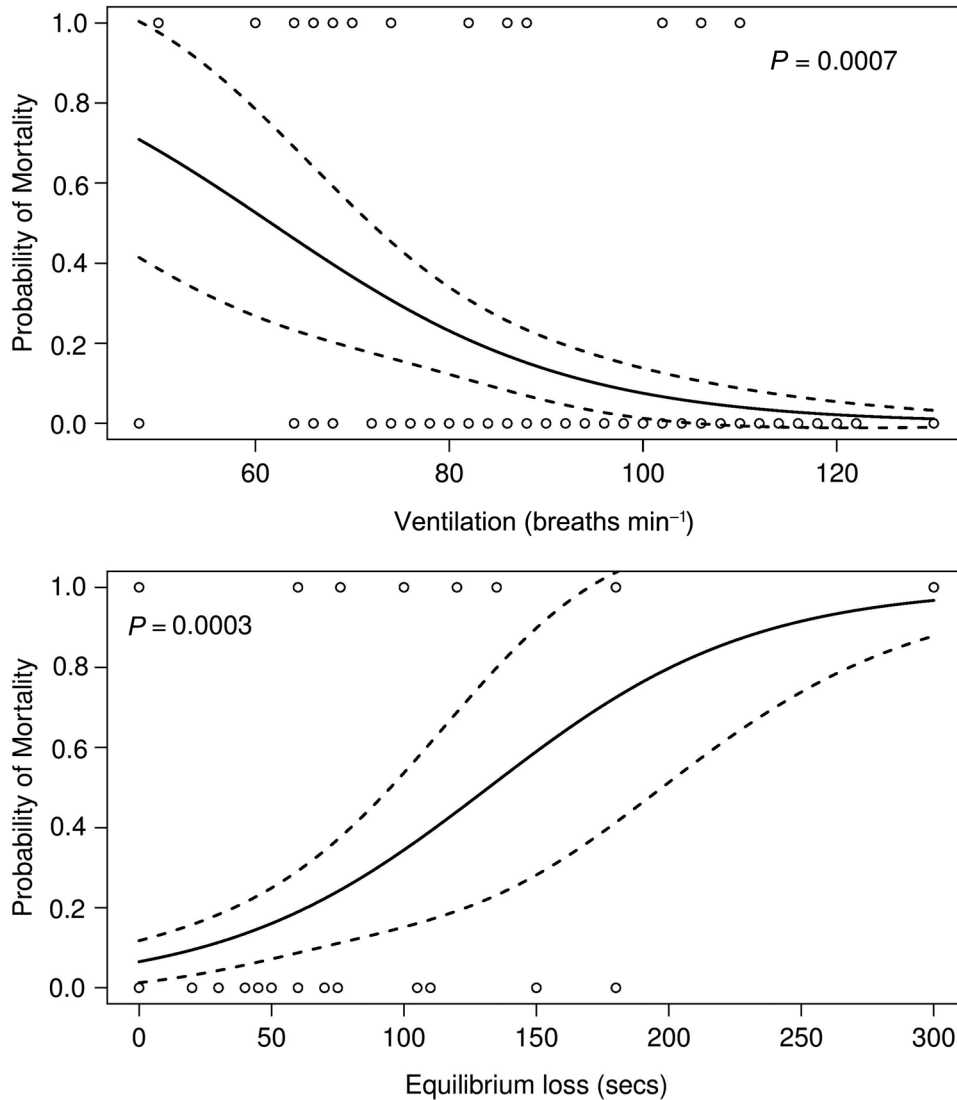 1.0
0.8
0.6
0.4
0.2
0.0
Probability of Mortality
P = 0.0007
60 80 100 120
Ventilation (breaths min⁻¹)
1.0
0.8
0.6
0.4
0.2
0.0
Probability of Mortality
P = 0.0003
0 50 100 150 200 250 300
Equilibrium loss (secs)